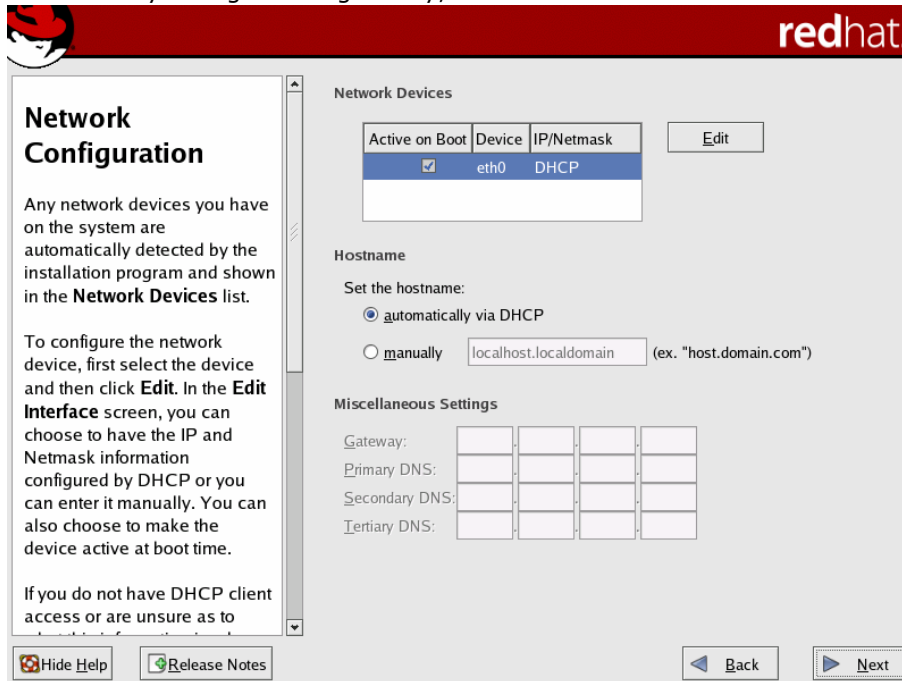 redhat
Network
Configuration
Any network devices you have
on the system are
automatically detected by the
installation program and shown
in the Network Devices list.
To configure the network
device, first select the device
and then click Edit. In the Edit
Interface screen, you can
choose to have the IP and
Netmask information
configured by DHCP or you
can enter it manually. You can
also choose to make the
device active at boot time.
If you do not have DHCP client
access or are unsure as to
Network Devices
Active on Boot Device IP/Netmask
eth0 DHCP
Edit
Hostname
Set the hostname:
automatically via DHCP
manually localhost.localdomain (ex. "host.domain.com")
Miscellaneous Settings
Gateway: . . .
Primary DNS: . . .
Secondary DNS: . . .
Tertiary DNS: . . .
Hide Help
Release Notes
Back
Next